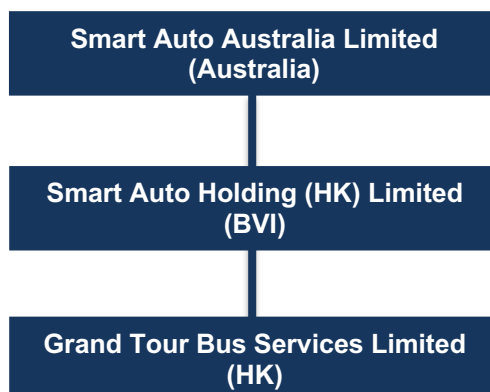 Smart Auto Australia Limited
(Australia)
Smart Auto Holding (HK) Limited
(BVI)
Grand Tour Bus Services Limited
(HK)